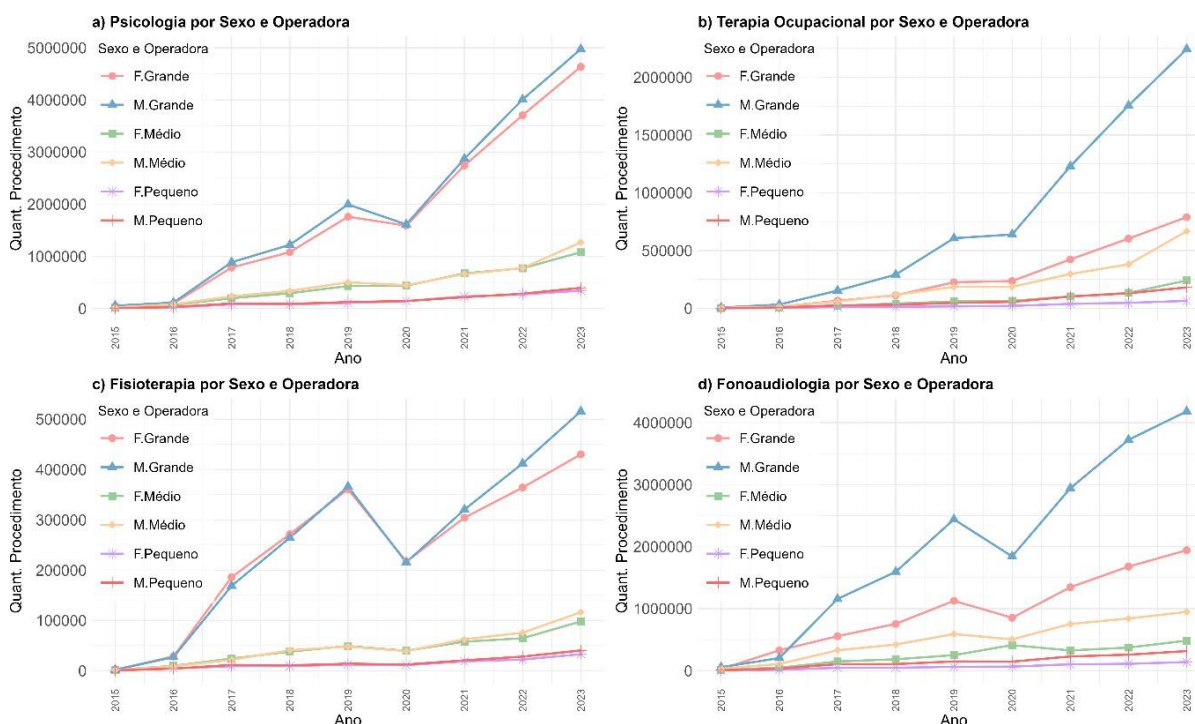 a) Psicologia por Sexo e Operadora
Quant. Procedimento
5000000
4000000
3000000
2000000
1000000
0
Sexo e Operadora
F.Grande
M.Grande
F.Médio
M.Médio
F.Pequeno
M.Pequeno
2015
2016
2017
2018
2019
2020
2021
2022
2023
Ano
b) Terapia Ocupacional por Sexo e Operadora
Quant. Procedimento
2000000
1500000
1000000
500000
0
Sexo e Operadora
F.Grande
M.Grande
F.Médio
M.Médio
F.Pequeno
M.Pequeno
2015
2016
2017
2018
2019
2020
2021
2022
2023
Ano
c) Fisioterapia por Sexo e Operadora
Quant. Procedimento
500000
400000
300000
200000
100000
0
Sexo e Operadora
F.Grande
M.Grande
F.Médio
M.Médio
F.Pequeno
M.Pequeno
2015
2016
2017
2018
2019
2020
2021
2022
2023
Ano
d) Fonoaudiologia por Sexo e Operadora
Quant. Procedimento
4000000
3000000
2000000
1000000
0
Sexo e Operadora
F.Grande
M.Grande
F.Médio
M.Médio
F.Pequeno
M.Pequeno
2015
2016
2017
2018
2019
2020
2021
2022
2023
Ano